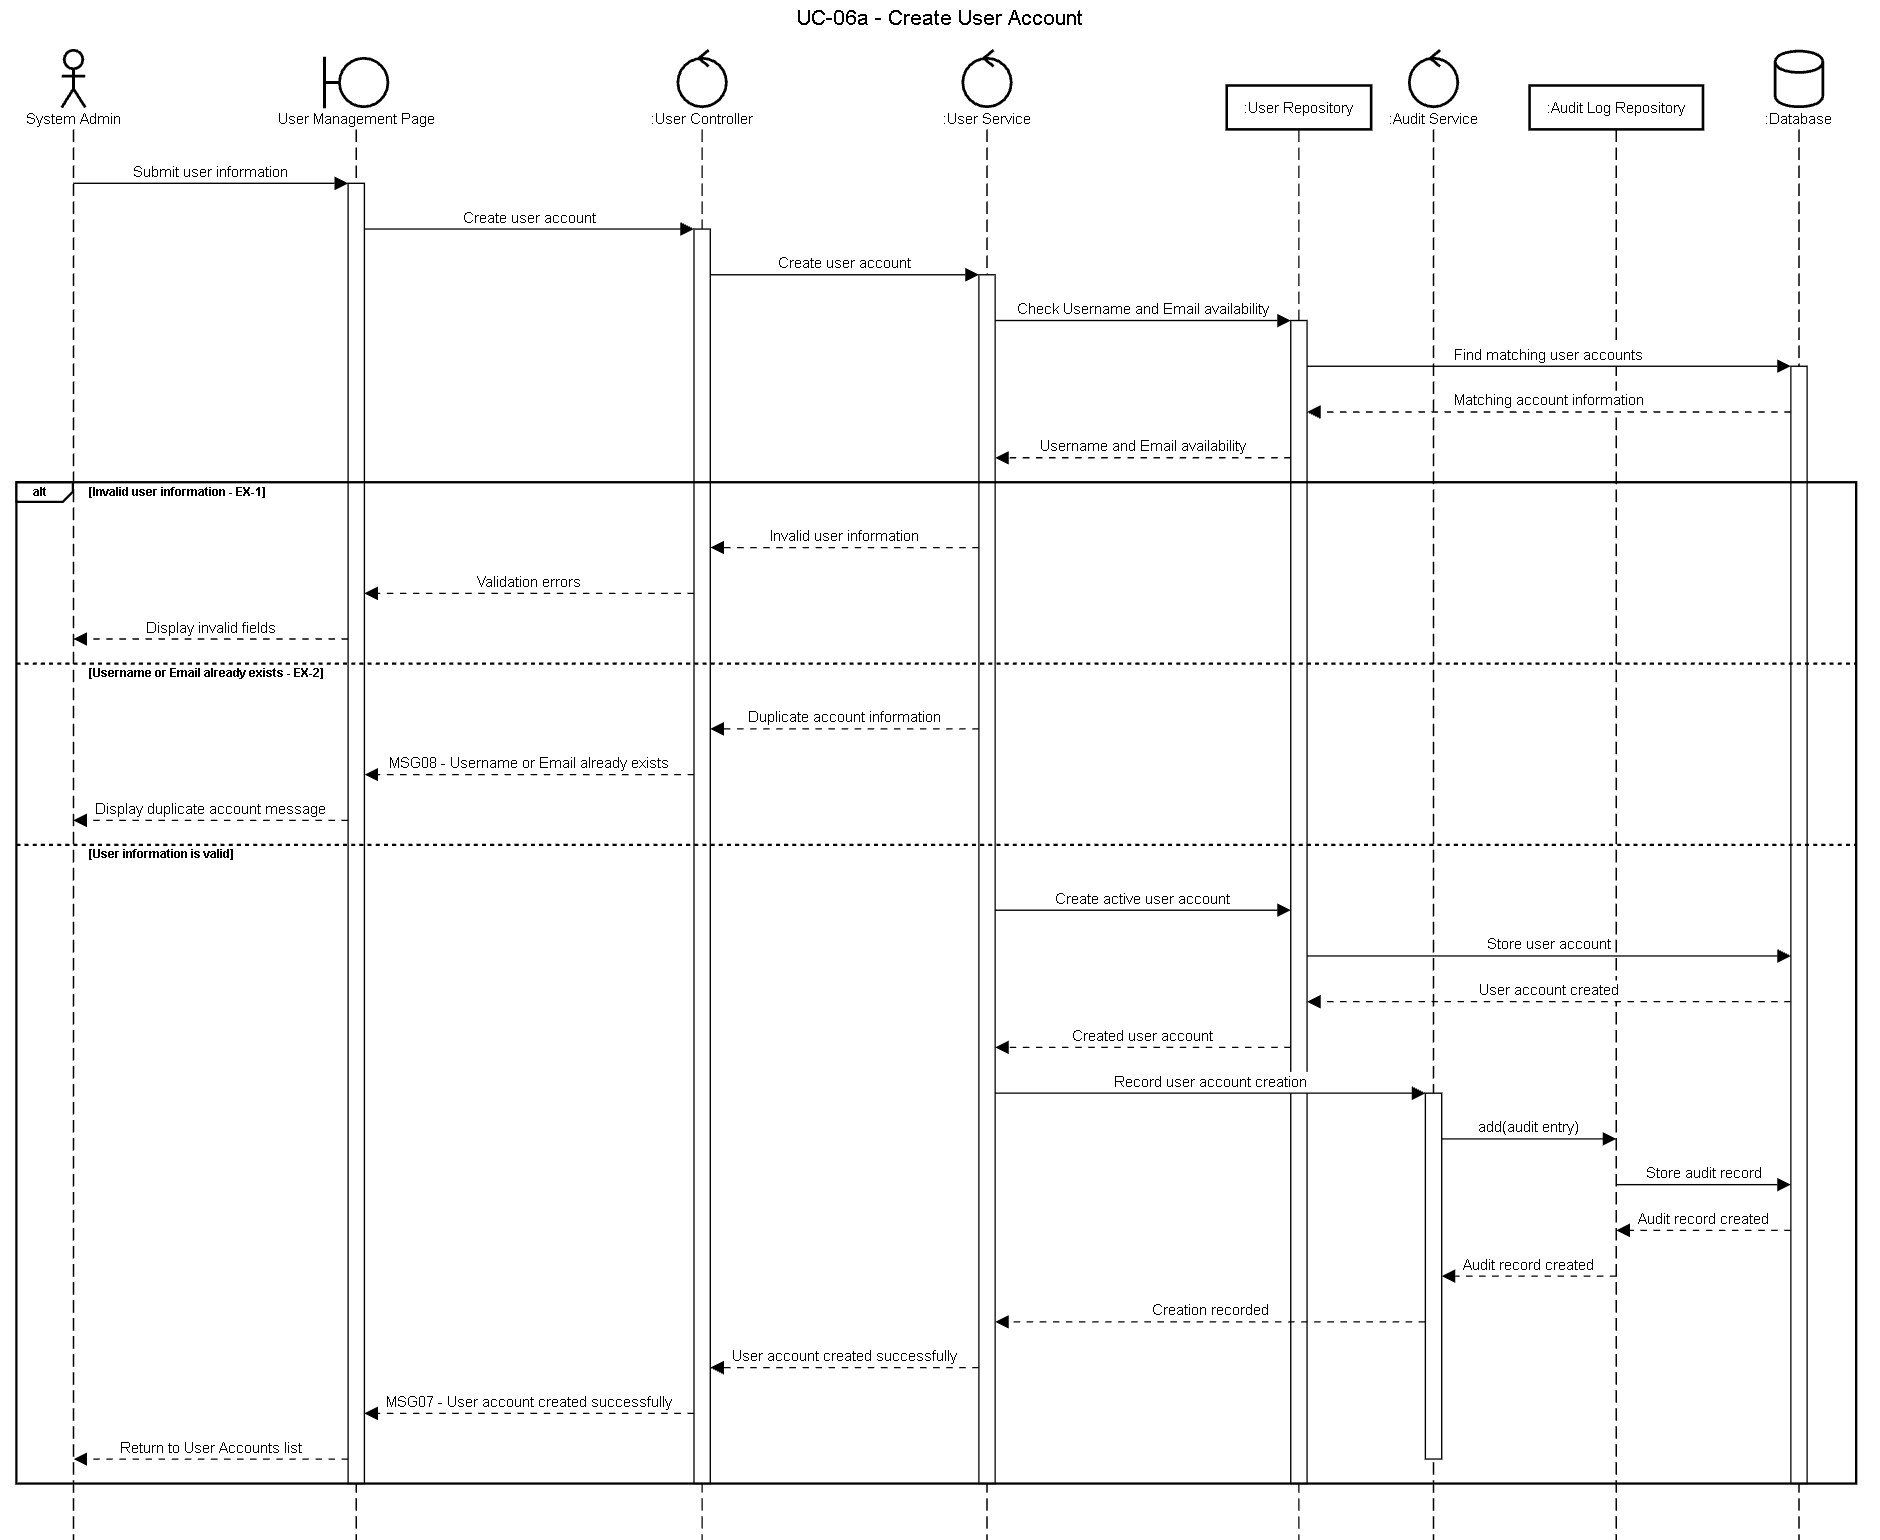 UC-06a - Create User Account
System Admin
User Management Page
:User Controller
:User Service
:User Repository
:Audit Service
:Audit Log Repository
:Database
Submit user information
Create user account
Create user account
Check Username and Email availability
Find matching user accounts
Matching account information
Username and Email availability
alt
[Invalid user information - EX-1]
Invalid user information
Validation errors
Display invalid fields
[Username or Email already exists - EX-2]
Duplicate account information
MSG08 - Username or Email already exists
Display duplicate account message
[User information is valid]
Create active user account
Store user account
User account created
Created user account
Record user account creation
add(audit entry)
Store audit record
Audit record created
Audit record created
Creation recorded
User account created successfully
MSG07 - User account created successfully
Return to User Accounts list